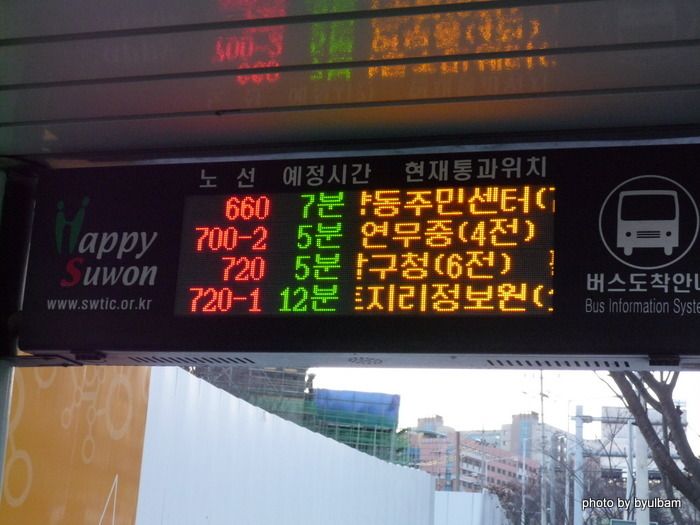 노 선 예정시간 현재통과위치
660 7분 동주민센터(
700-2 5분 연무중(4전)
720 5분 구청(6전)
720-1 12분 지리정보원(
Happy
Suwon
www.swtic.or.kr
버스도착안내
Bus Information Syste
photo by byulbam